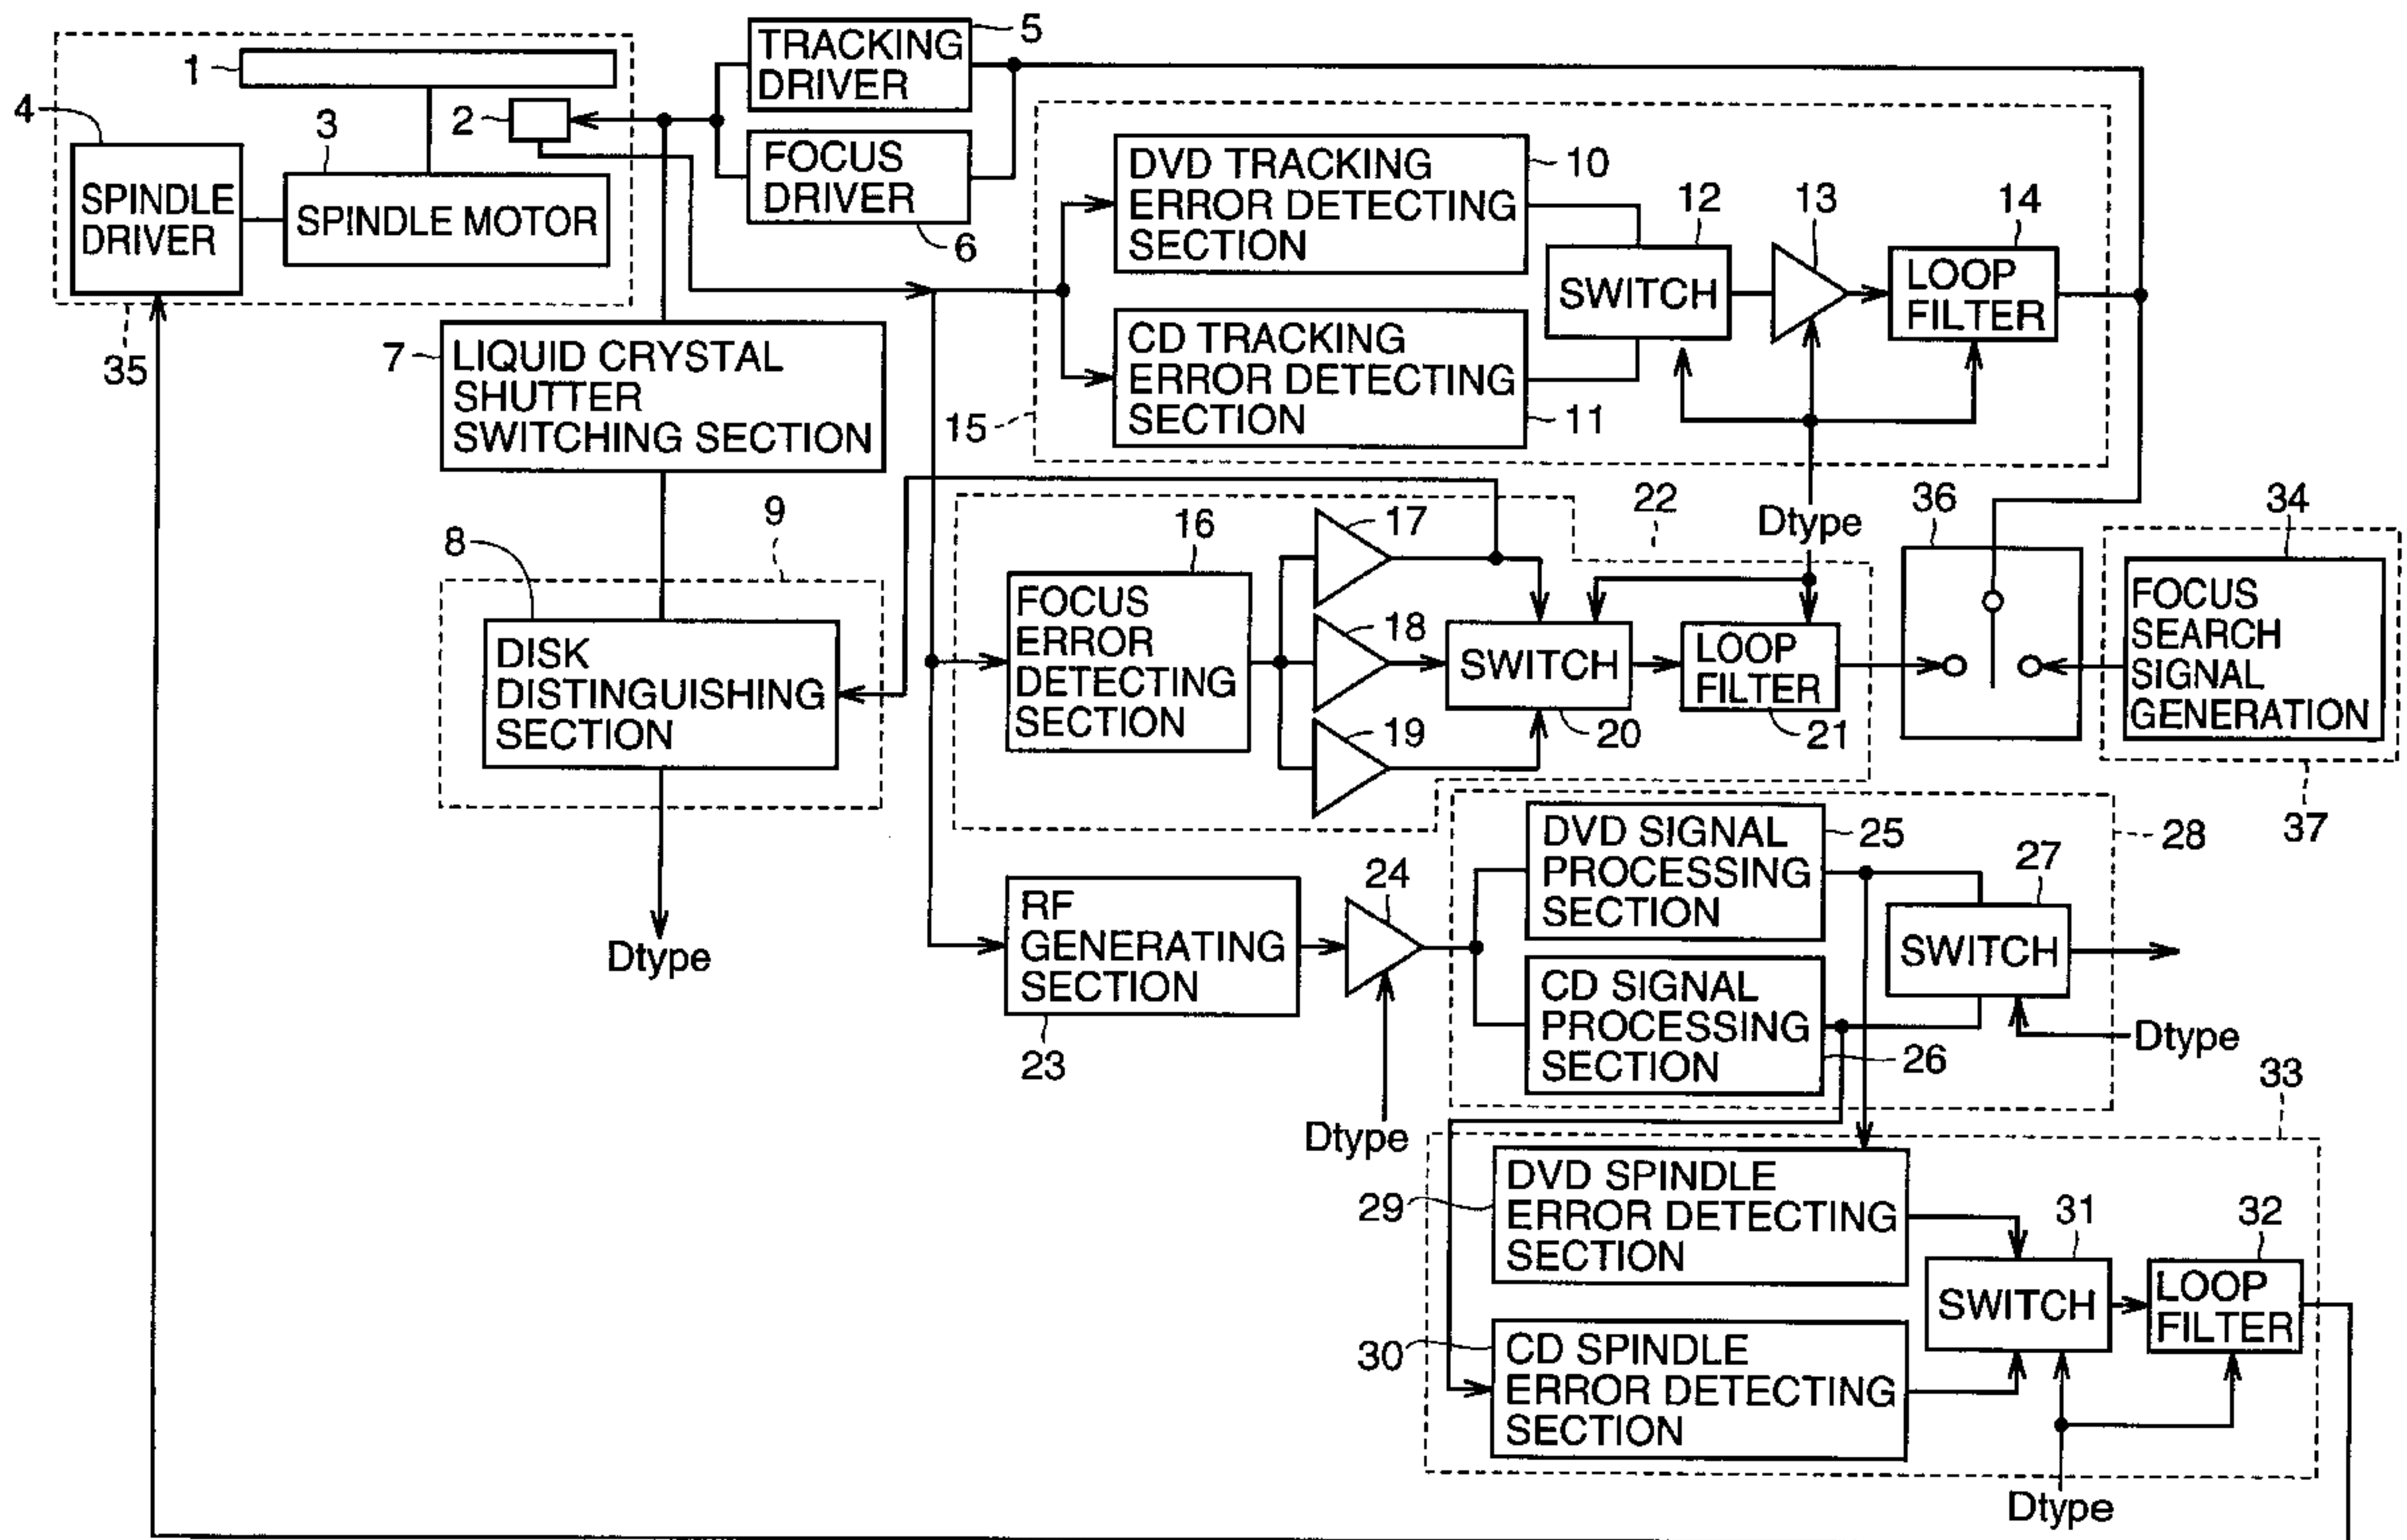 1
2
3
4
SPINDLE
DRIVER
SPINDLE MOTOR
35
TRACKING
DRIVER
5
FOCUS
DRIVER
6
7
LIQUID CRYSTAL
SHUTTER
SWITCHING SECTION
8
9
DISK
DISTINGUISHING
SECTION
Dtype
DVD TRACKING
ERROR DETECTING
SECTION
10
CD TRACKING
ERROR DETECTING
SECTION
11
12
SWITCH
13
14
LOOP
FILTER
15
Dtype
16
FOCUS
ERROR
DETECTING
SECTION
17
18
19
SWITCH
20
LOOP
FILTER
21
22
36
34
FOCUS
SEARCH
SIGNAL
GENERATION
37
RF
GENERATING
SECTION
23
24
Dtype
DVD SIGNAL
PROCESSING
SECTION
25
CD SIGNAL
PROCESSING
SECTION
26
27
SWITCH
28
Dtype
33
29
DVD SPINDLE
ERROR DETECTING
SECTION
30
CD SPINDLE
ERROR DETECTING
SECTION
31
SWITCH
32
LOOP
FILTER
Dtype